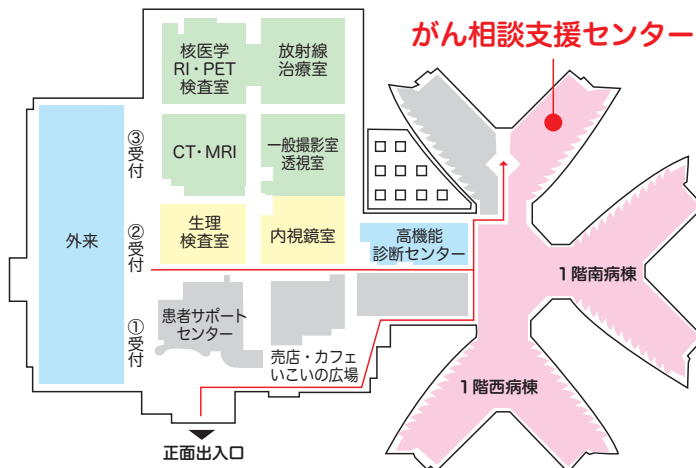 がん相談支援センター
核医学
RI・PET
検査室
放射線
治療室
③受付
CT・MRI
一般撮影室
透視室
外来
②受付
生理
検査室
内視鏡室
高機能
診断センター
1階南病棟
①受付
患者サポート
センター
売店・カフェ
いこいの広場
1階西病棟
正面出入口